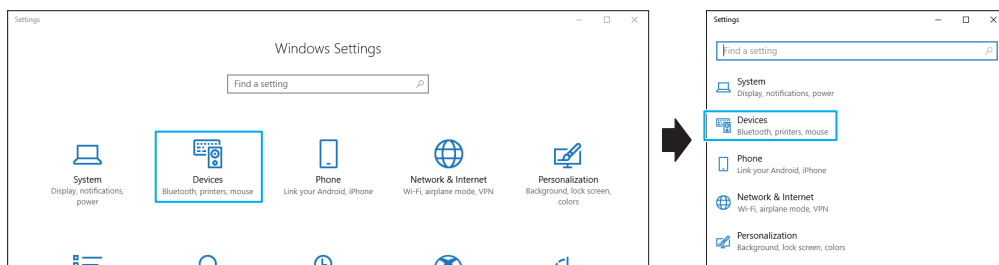 Settings
Windows Settings
Find a setting
System
Display, notifications,
power
Devices
Bluetooth, printers, mouse
Phone
Link your Android, iPhone
Network & Internet
Wi-Fi, airplane mode, VPN
Personalization
Background, lock screen,
colors
Settings
Find a setting
System
Display, notifications, power
Devices
Bluetooth, printers, mouse
Phone
Link your Android, iPhone
Network & Internet
Wi-Fi, airplane mode, VPN
Personalization
Background, lock screen, colors